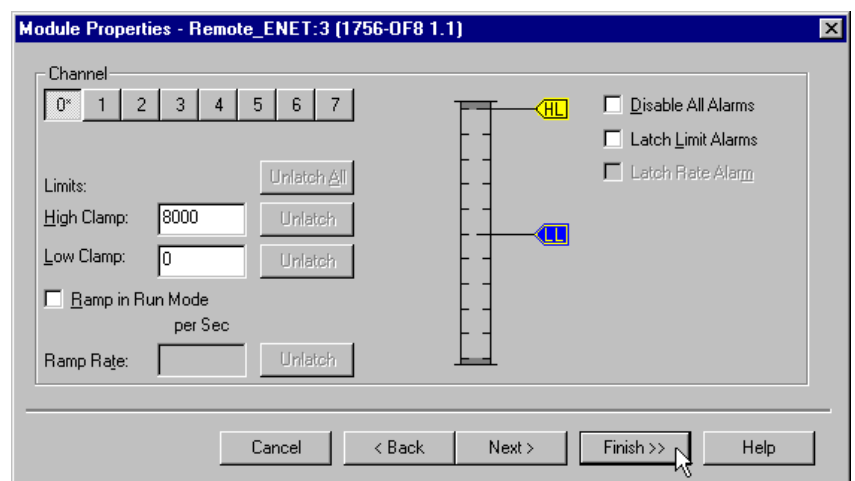 Module Properties - Remote_ENET:3 (1756-OF8 1.1)
Channel
0* 1 2 3 4 5 6 7
HL
Disable All Alarms
Latch Limit Alarms
Latch Rate Alarm
Limits:
Unlatch All
High Clamp: 8000 Unlatch
LL
Low Clamp: 0 Unlatch
Ramp in Run Mode
per Sec
Ramp Rate: Unlatch
Cancel < Back Next > Finish >> Help